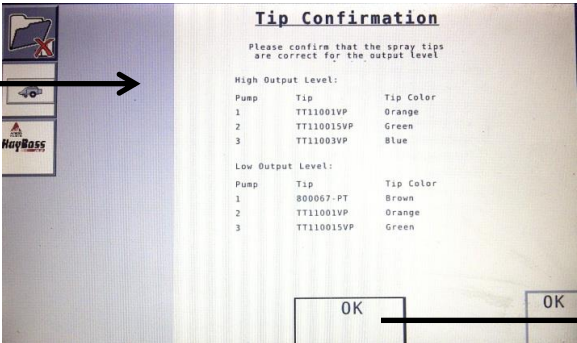 Tip Confirmation
Please confirm that the spray tips
are correct for the output level
High Output Level:
Pump Tip Tip Color
1 TT11001VP Orange
2 TT110015VP Green
3 TT11003VP Blue
Low Output Level:
Pump Tip Tip Color
1 800067-PT Brown
2 TT11001VP Orange
3 TT110015VP Green
HayBoss
OK
OK